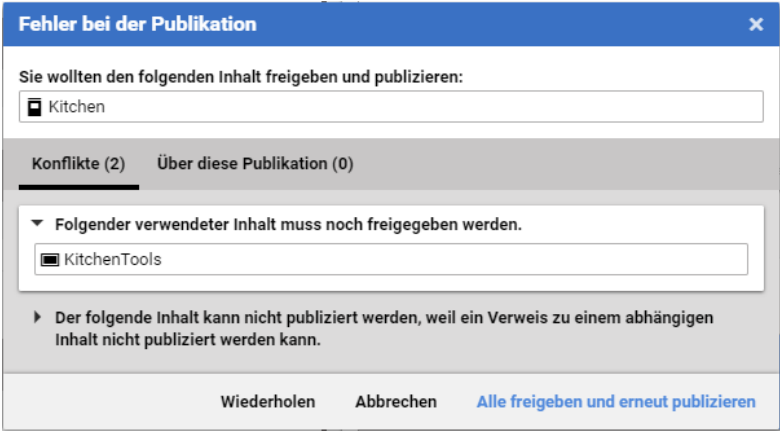 Fehler bei der Publikation
Sie wollten den folgenden Inhalt freigeben und publizieren:
Kitchen
Konflikte (2) Über diese Publikation (0)
Folgender verwendeter Inhalt muss noch freigegeben werden.
KitchenTools
Der folgende Inhalt kann nicht publiziert werden, weil ein Verweis zu einem abhängigen
Inhalt nicht publiziert werden kann.
Wiederholen Abbrechen Alle freigeben und erneut publizieren